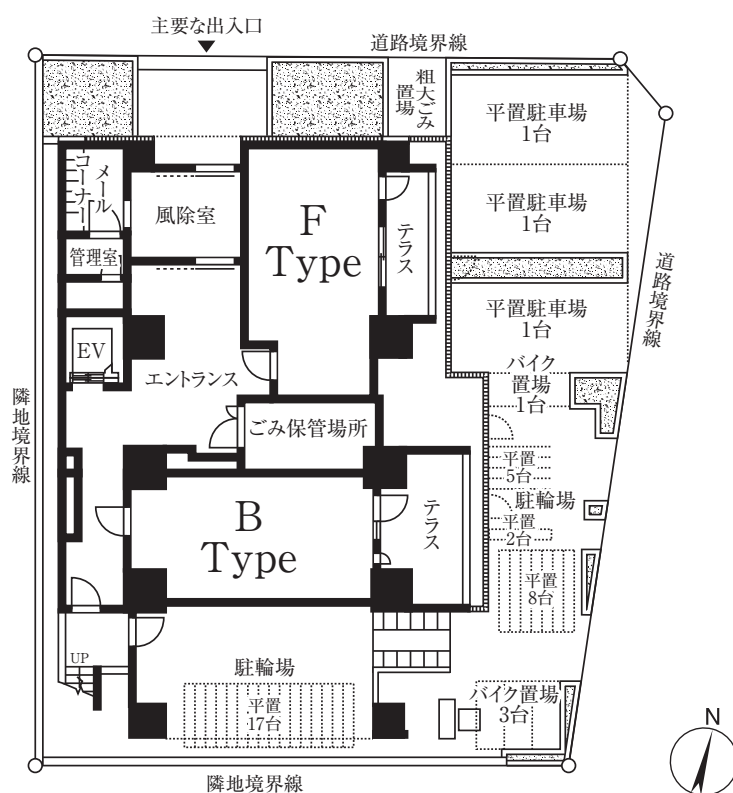 主要な出入口
道路境界線
粗大ごみ
置場
平置駐車場
1台
メール
コーナー
風除室
F
Type
テラス
平置駐車場
1台
管理室
道路境界線
平置駐車場
1台
EV
エントランス
バイク
置場
1台
隣地境界線
ごみ保管場所
平置
5台
駐輪場
B
Type
テラス
平置
2台
平置
8台
UP
駐輪場
平置
17台
バイク置場
3台
N
隣地境界線